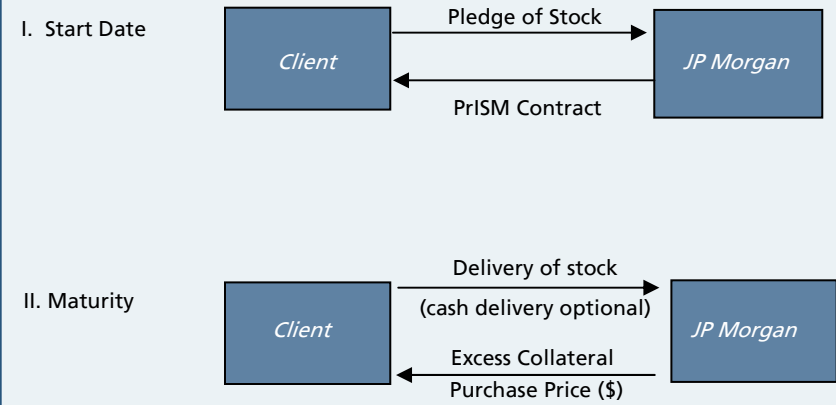 I. Start Date
Client
Pledge of Stock
PrISM Contract
JP Morgan
II. Maturity
Client
Delivery of stock
(cash delivery optional)
Excess Collateral
Purchase Price ($)
JP Morgan